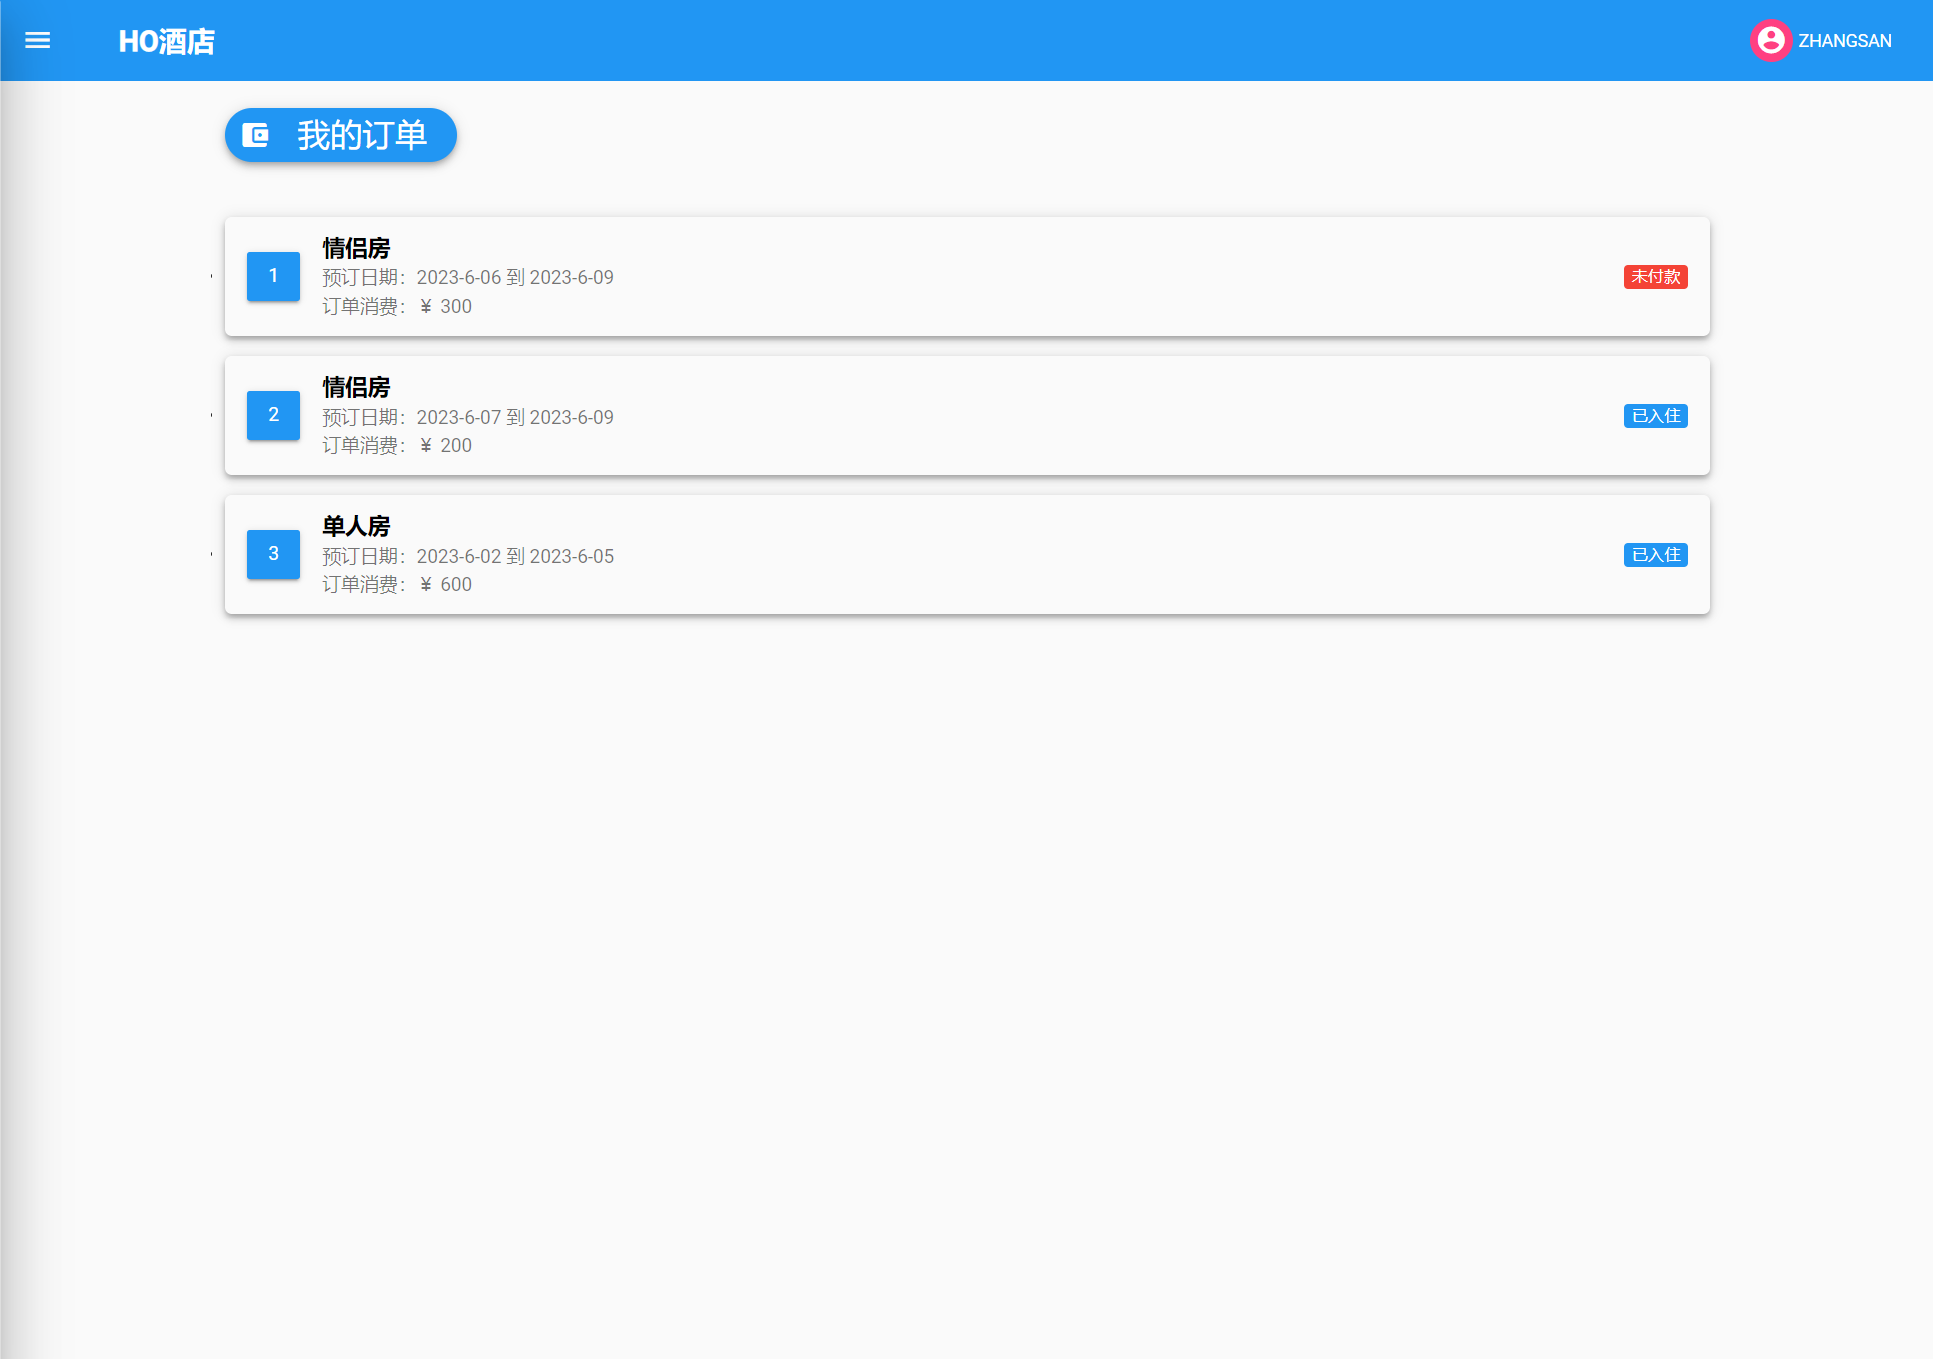 HO酒店
ZHANGSAN
我的订单
1
情侣房
预订日期：2023-6-06 到 2023-6-09
订单消费：¥ 300
未付款
2
情侣房
预订日期：2023-6-07 到 2023-6-09
订单消费：¥ 200
已入住
3
单人房
预订日期：2023-6-02 到 2023-6-05
订单消费：¥ 600
已入住